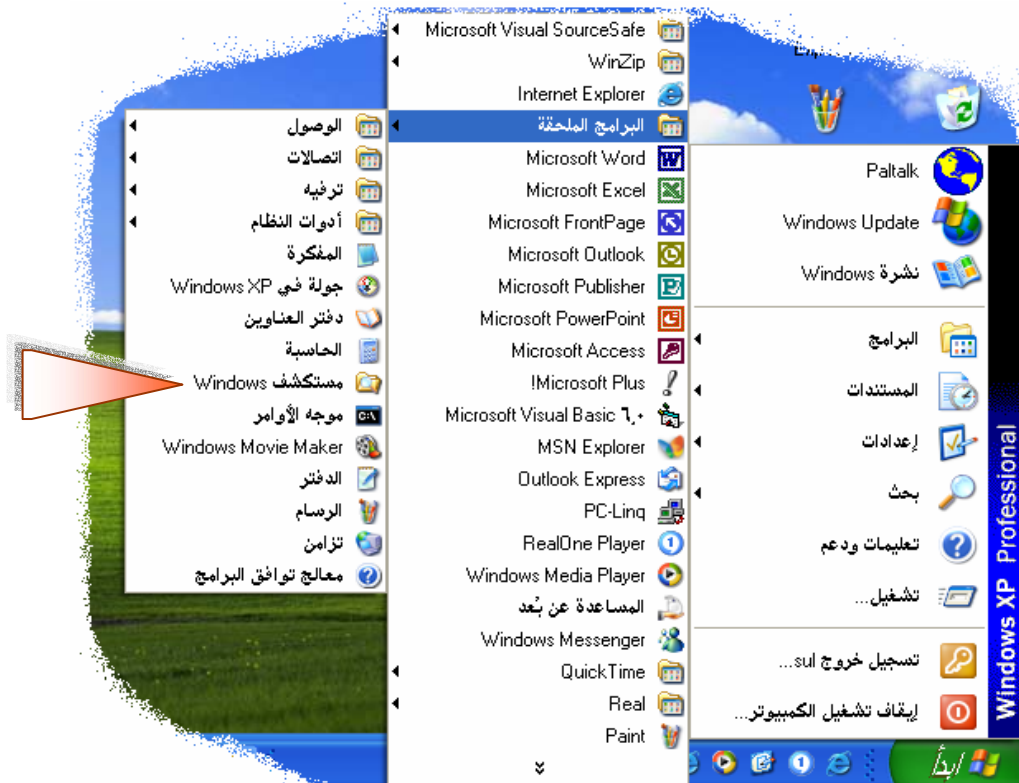 Microsoft Visual SourceSafe
WinZip
Internet Explorer
البرامج الملحقة
Microsoft Word
Microsoft Excel
Microsoft FrontPage
Microsoft Outlook
Microsoft Publisher
Microsoft PowerPoint
Microsoft Access
!Microsoft Plus
Microsoft Visual Basic ٦.٠
MSN Explorer
Outlook Express
PC-Linq
RealOne Player
Windows Media Player
المساعدة عن بُعد
Windows Messenger
QuickTime
Real
Paint
الوصول
اتصالات
ترفيه
أدوات النظام
المفكرة
جولة في Windows XP
دفتر العناوين
الحاسبة
مستكشف Windows
موجه الأوامر
Windows Movie Maker
الدفتر
الرسام
تزامن
معالج توافق البرامج
Paltalk
Windows Update
نشرة Windows
البرامج
المستندات
إعدادات
بحث
تعليمات ودعم
تشغيل...
تسجيل خروج sul...
إيقاف تشغيل الكمبيوتر...
Windows XP Professional
ابدأ